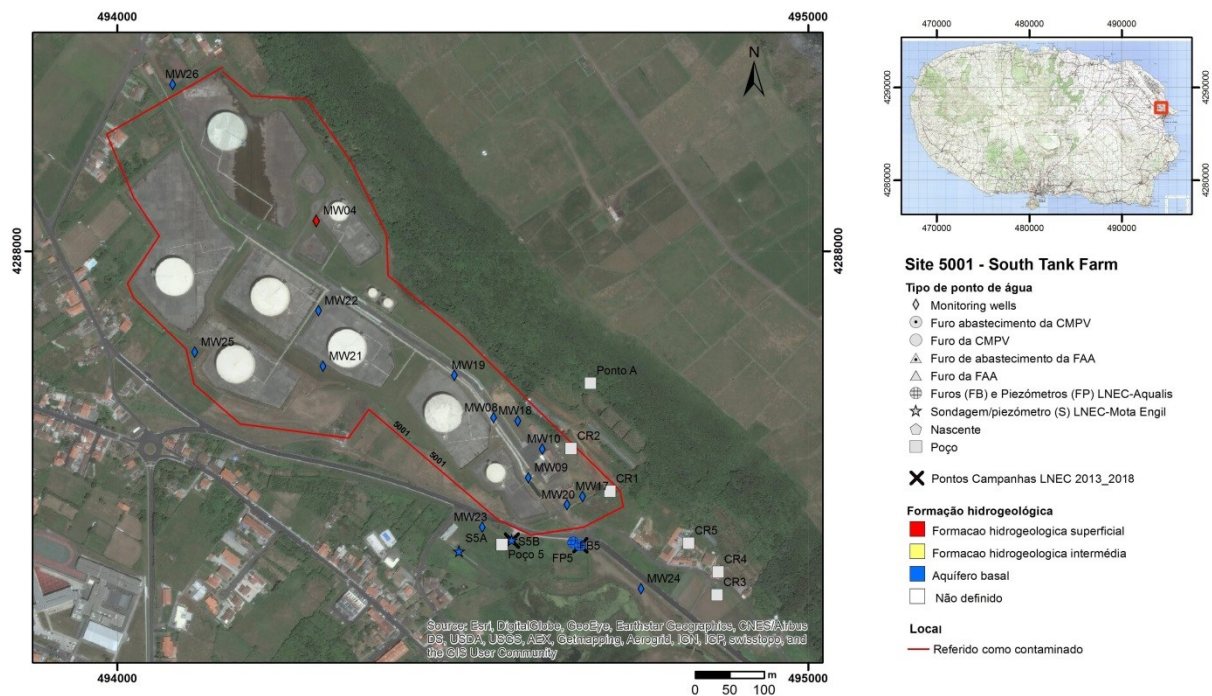 494000
495000
N
4288000
4288000
MW26
MW04
MW22
MW25
MW21
MW19
Ponto A
MW08
MW18
MW10
CR2
MW09
CR1
MW17
MW20
5001
5001
MW23
S5A
S5B
Poço 5
FB5
FP5
CR5
CR4
CR3
MW24
Source: Esri, DigitalGlobe, GeoEye, Earthstar Geographics, CNES/Airbus
DS, USDA, USGS, AEX, Getmapping, Aerogrid, IGN, IGP, swisstopo, and
the GIS User Community
494000
495000
0 50 100 m
470000 480000 490000
4290000
4290000
4280000
4280000
470000 480000 490000
Site 5001 - South Tank Farm
Tipo de ponto de água
Monitoring wells
Furo abastecimento da CMPV
Furo da CMPV
Furo de abastecimento da FAA
Furo da FAA
Furos (FB) e Piezómetros (FP) LNEC-Aqualis
Sondagem/piezómetro (S) LNEC-Mota Engil
Nascente
Poço
Pontos Campanhas LNEC 2013_2018
Formação hidrogeológica
Formacao hidrogeologica superficial
Formacao hidrogeologica intermédia
Aquífero basal
Não definido
Local
Referido como contaminado